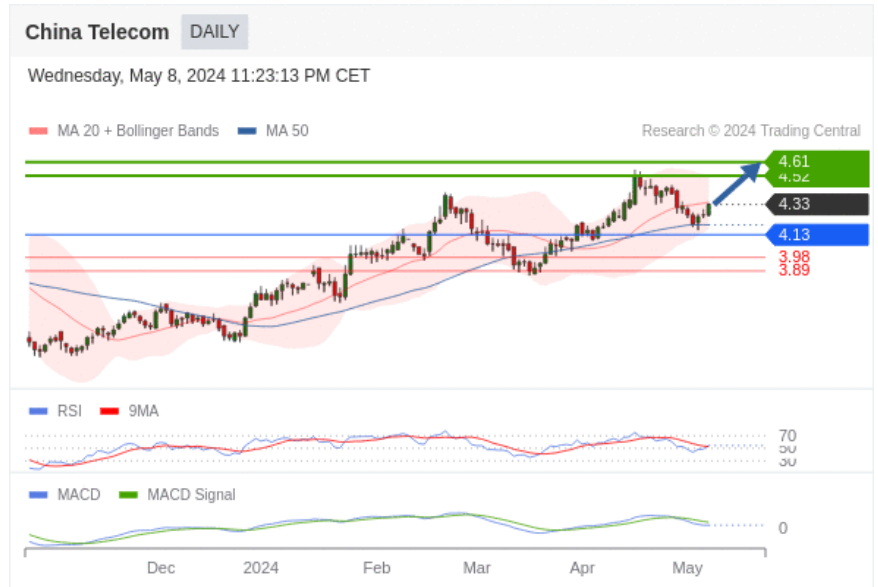 China Telecom DAILY
Wednesday, May 8, 2024 11:23:13 PM CET
MA 20 + Bollinger Bands MA 50 Research © 2024 Trading Central
4.61
4.52
4.33
4.13
3.98
3.89
RSI 9MA
70
50
30
MACD MACD Signal
0
Dec 2024 Feb Mar Apr May